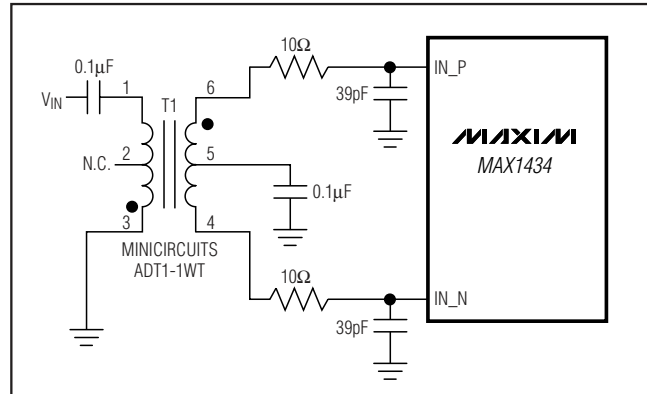 10Ω
0.1μF
1
6
IN_P
39pF
VIN
T1
MAXIM
MAX1434
2
5
N.C.
0.1μF
3
4
MINICIRCUITS
ADT1-1WT
10Ω
IN_N
39pF